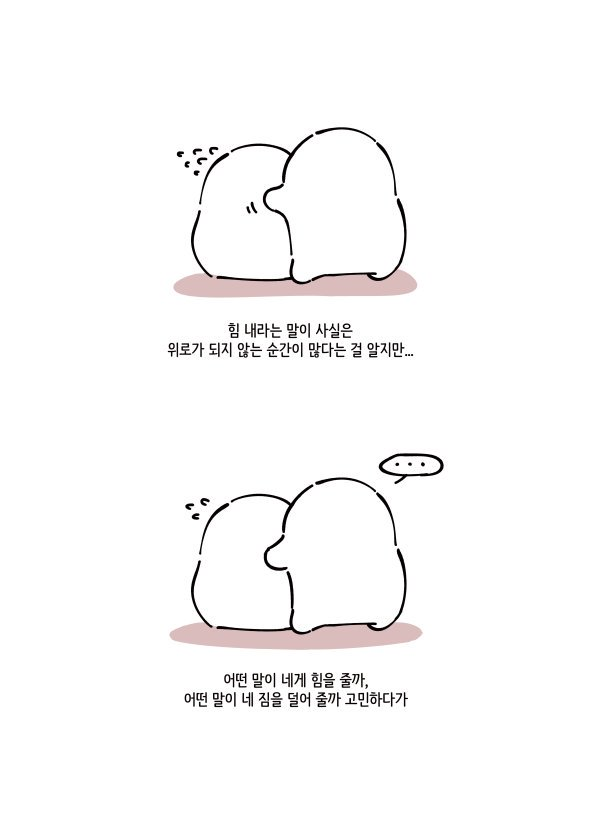 힘 내라는 말이 사실은
위로가 되지 않는 순간이 많다는 걸 알지만...
...
어떤 말이 네게 힘을 줄까,
어떤 말이 네 짐을 덜어 줄까 고민하다가